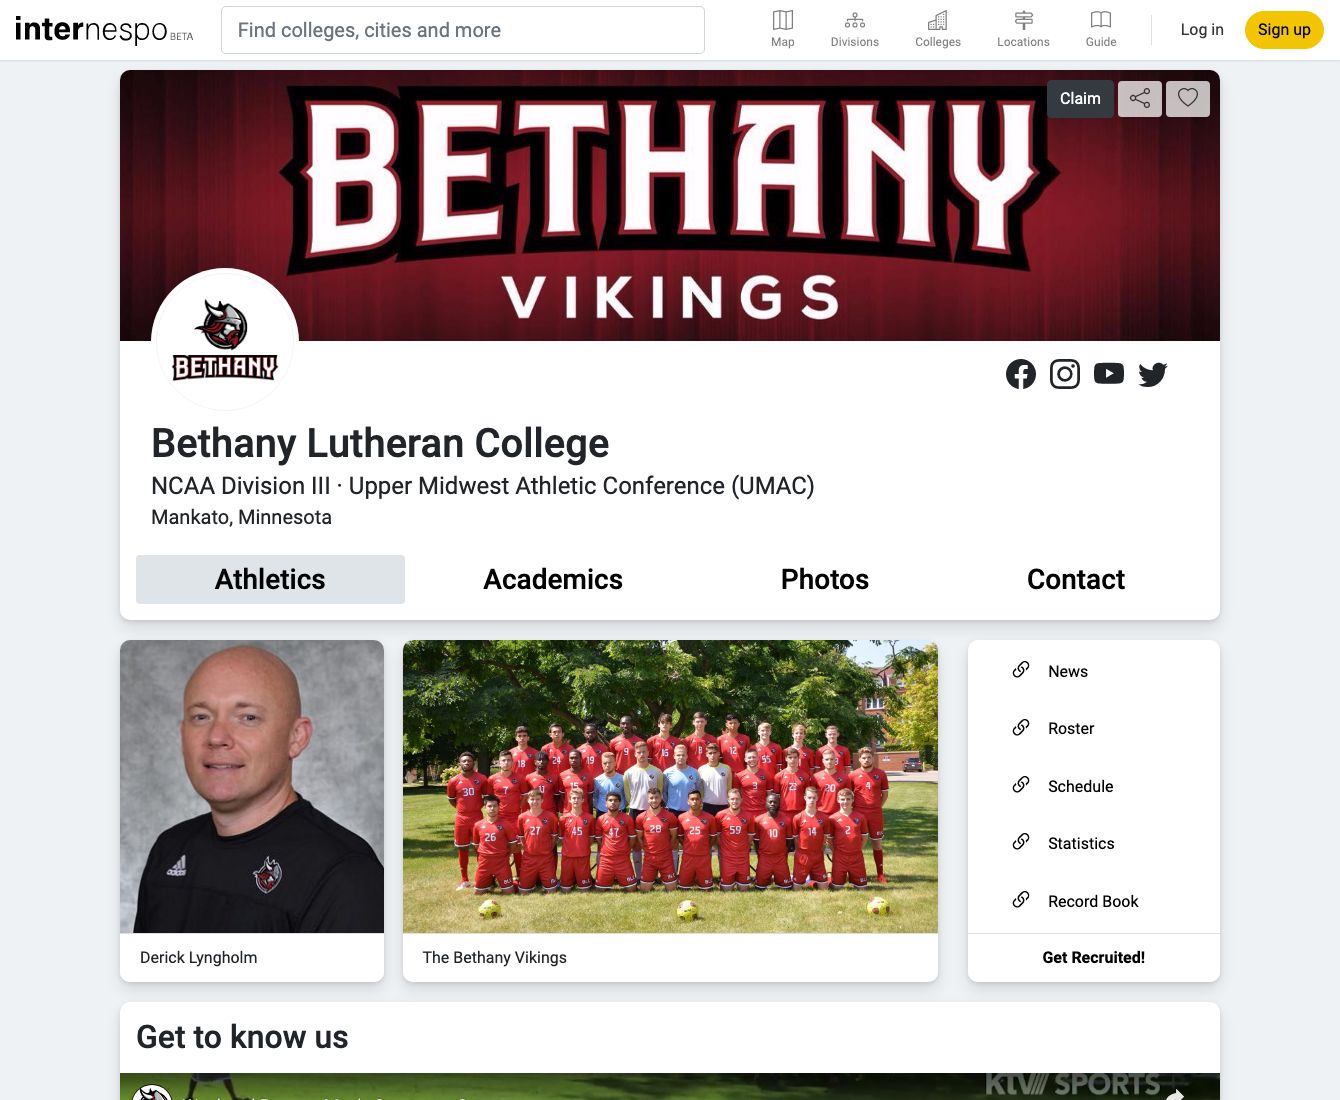 internespo BETA
Find colleges, cities and more
Map
Divisions
Colleges
Locations
Guide
Log in
Sign up
BETHANY
VIKINGS
Claim
BETHANY
Bethany Lutheran College
NCAA Division III · Upper Midwest Athletic Conference (UMAC)
Mankato, Minnesota
Athletics
Academics
Photos
Contact
adidas
Derick Lyngholm
The Bethany Vikings
News
Roster
Schedule
Statistics
Record Book
Get Recruited!
Get to know us
KTV SPORTS